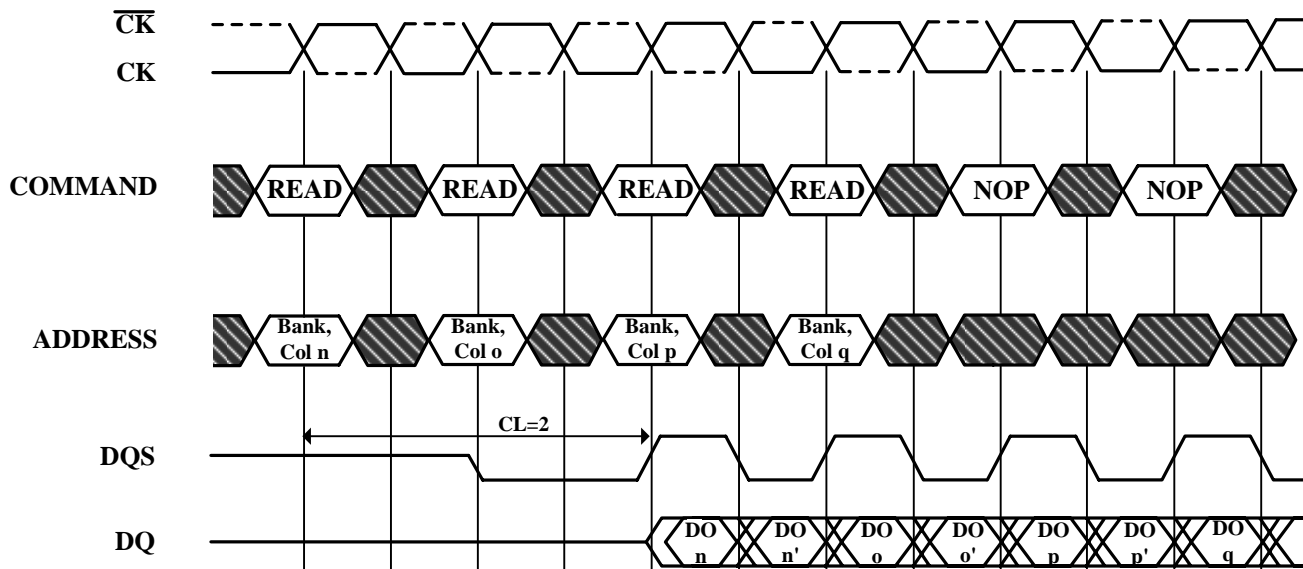 CK
CK
COMMAND READ READ READ READ NOP NOP
ADDRESS Bank, Col n Bank, Col o Bank, Col p Bank, Col q
CL=2
DQS
DQ DO n DO n' DO o DO o' DO p DO p' DO q